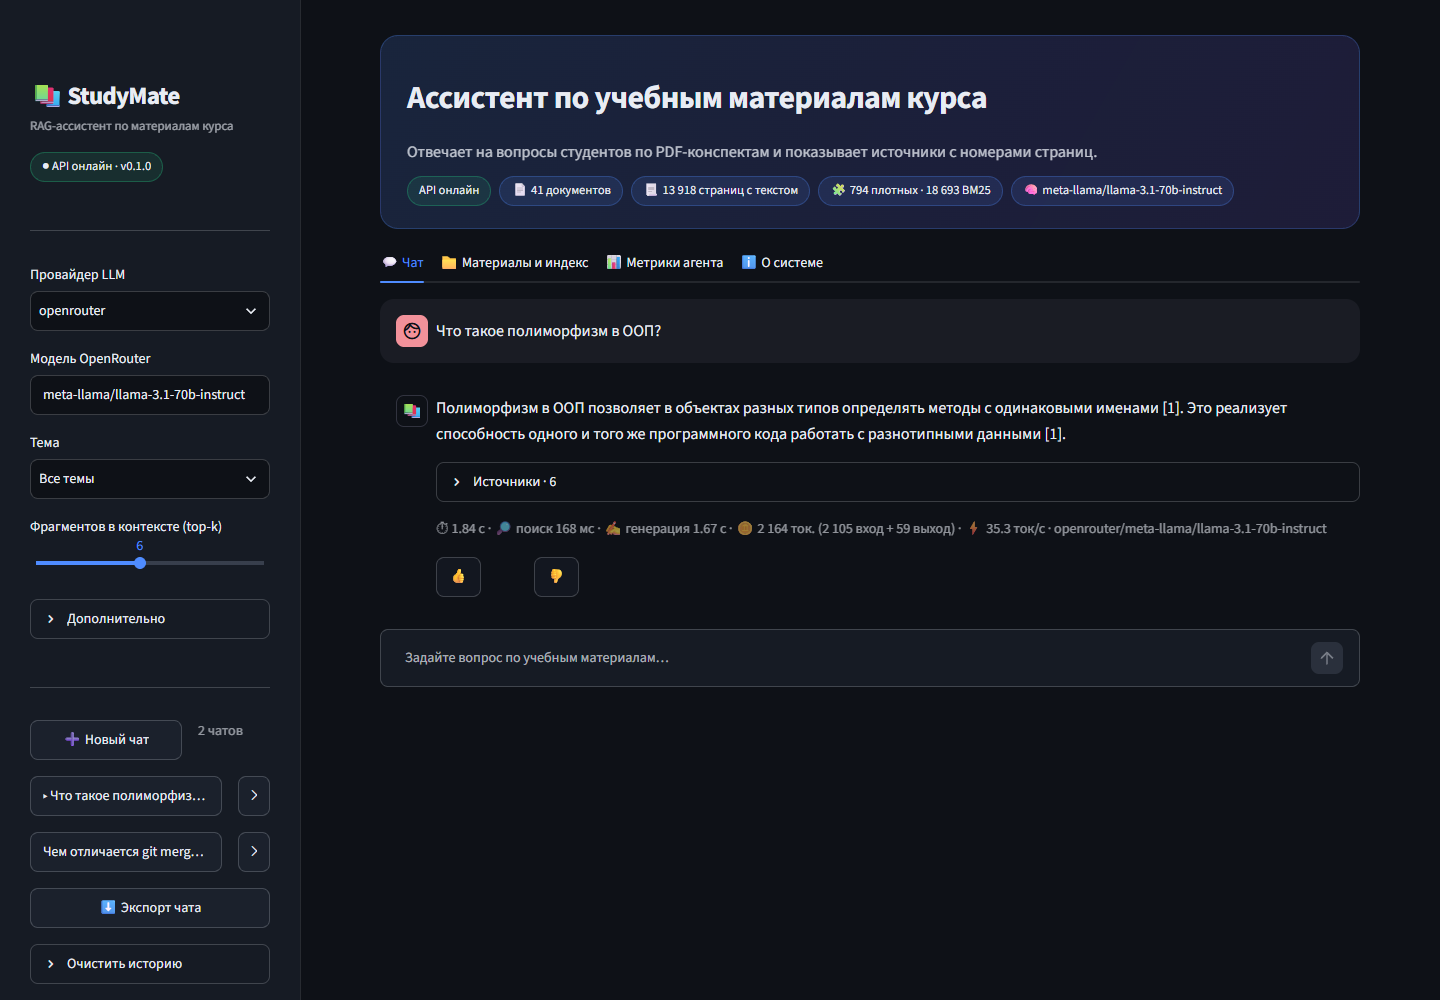 StudyMate
RAG-ассистент по материалам курса
API онлайн · v0.1.0
Провайдер LLM
openrouter
Модель OpenRouter
meta-llama/llama-3.1-70b-instruct
Тема
Все темы
Фрагментов в контексте (top-k)
6
Дополнительно
Новый чат
2 чатов
Что такое полиморфиз...
Чем отличается git merg...
Экспорт чата
Очистить историю
Ассистент по учебным материалам курса
Отвечает на вопросы студентов по PDF-конспектам и показывает источники с номерами страниц.
API онлайн
41 документов
13 918 страниц с текстом
794 плотных · 18 693 BM25
meta-llama/llama-3.1-70b-instruct
Чат
Материалы и индекс
Метрики агента
О системе
Что такое полиморфизм в ООП?
Полиморфизм в ООП позволяет в объектах разных типов определять методы с одинаковыми именами [1]. Это реализует
способность одного и того же программного кода работать с разнотипными данными [1].
Источники · 6
1.84 с · поиск 168 мс · генерация 1.67 с · 2 164 ток. (2 105 вход + 59 выход) · 35.3 ток/с · openrouter/meta-llama/llama-3.1-70b-instruct
Задайте вопрос по учебным материалам...